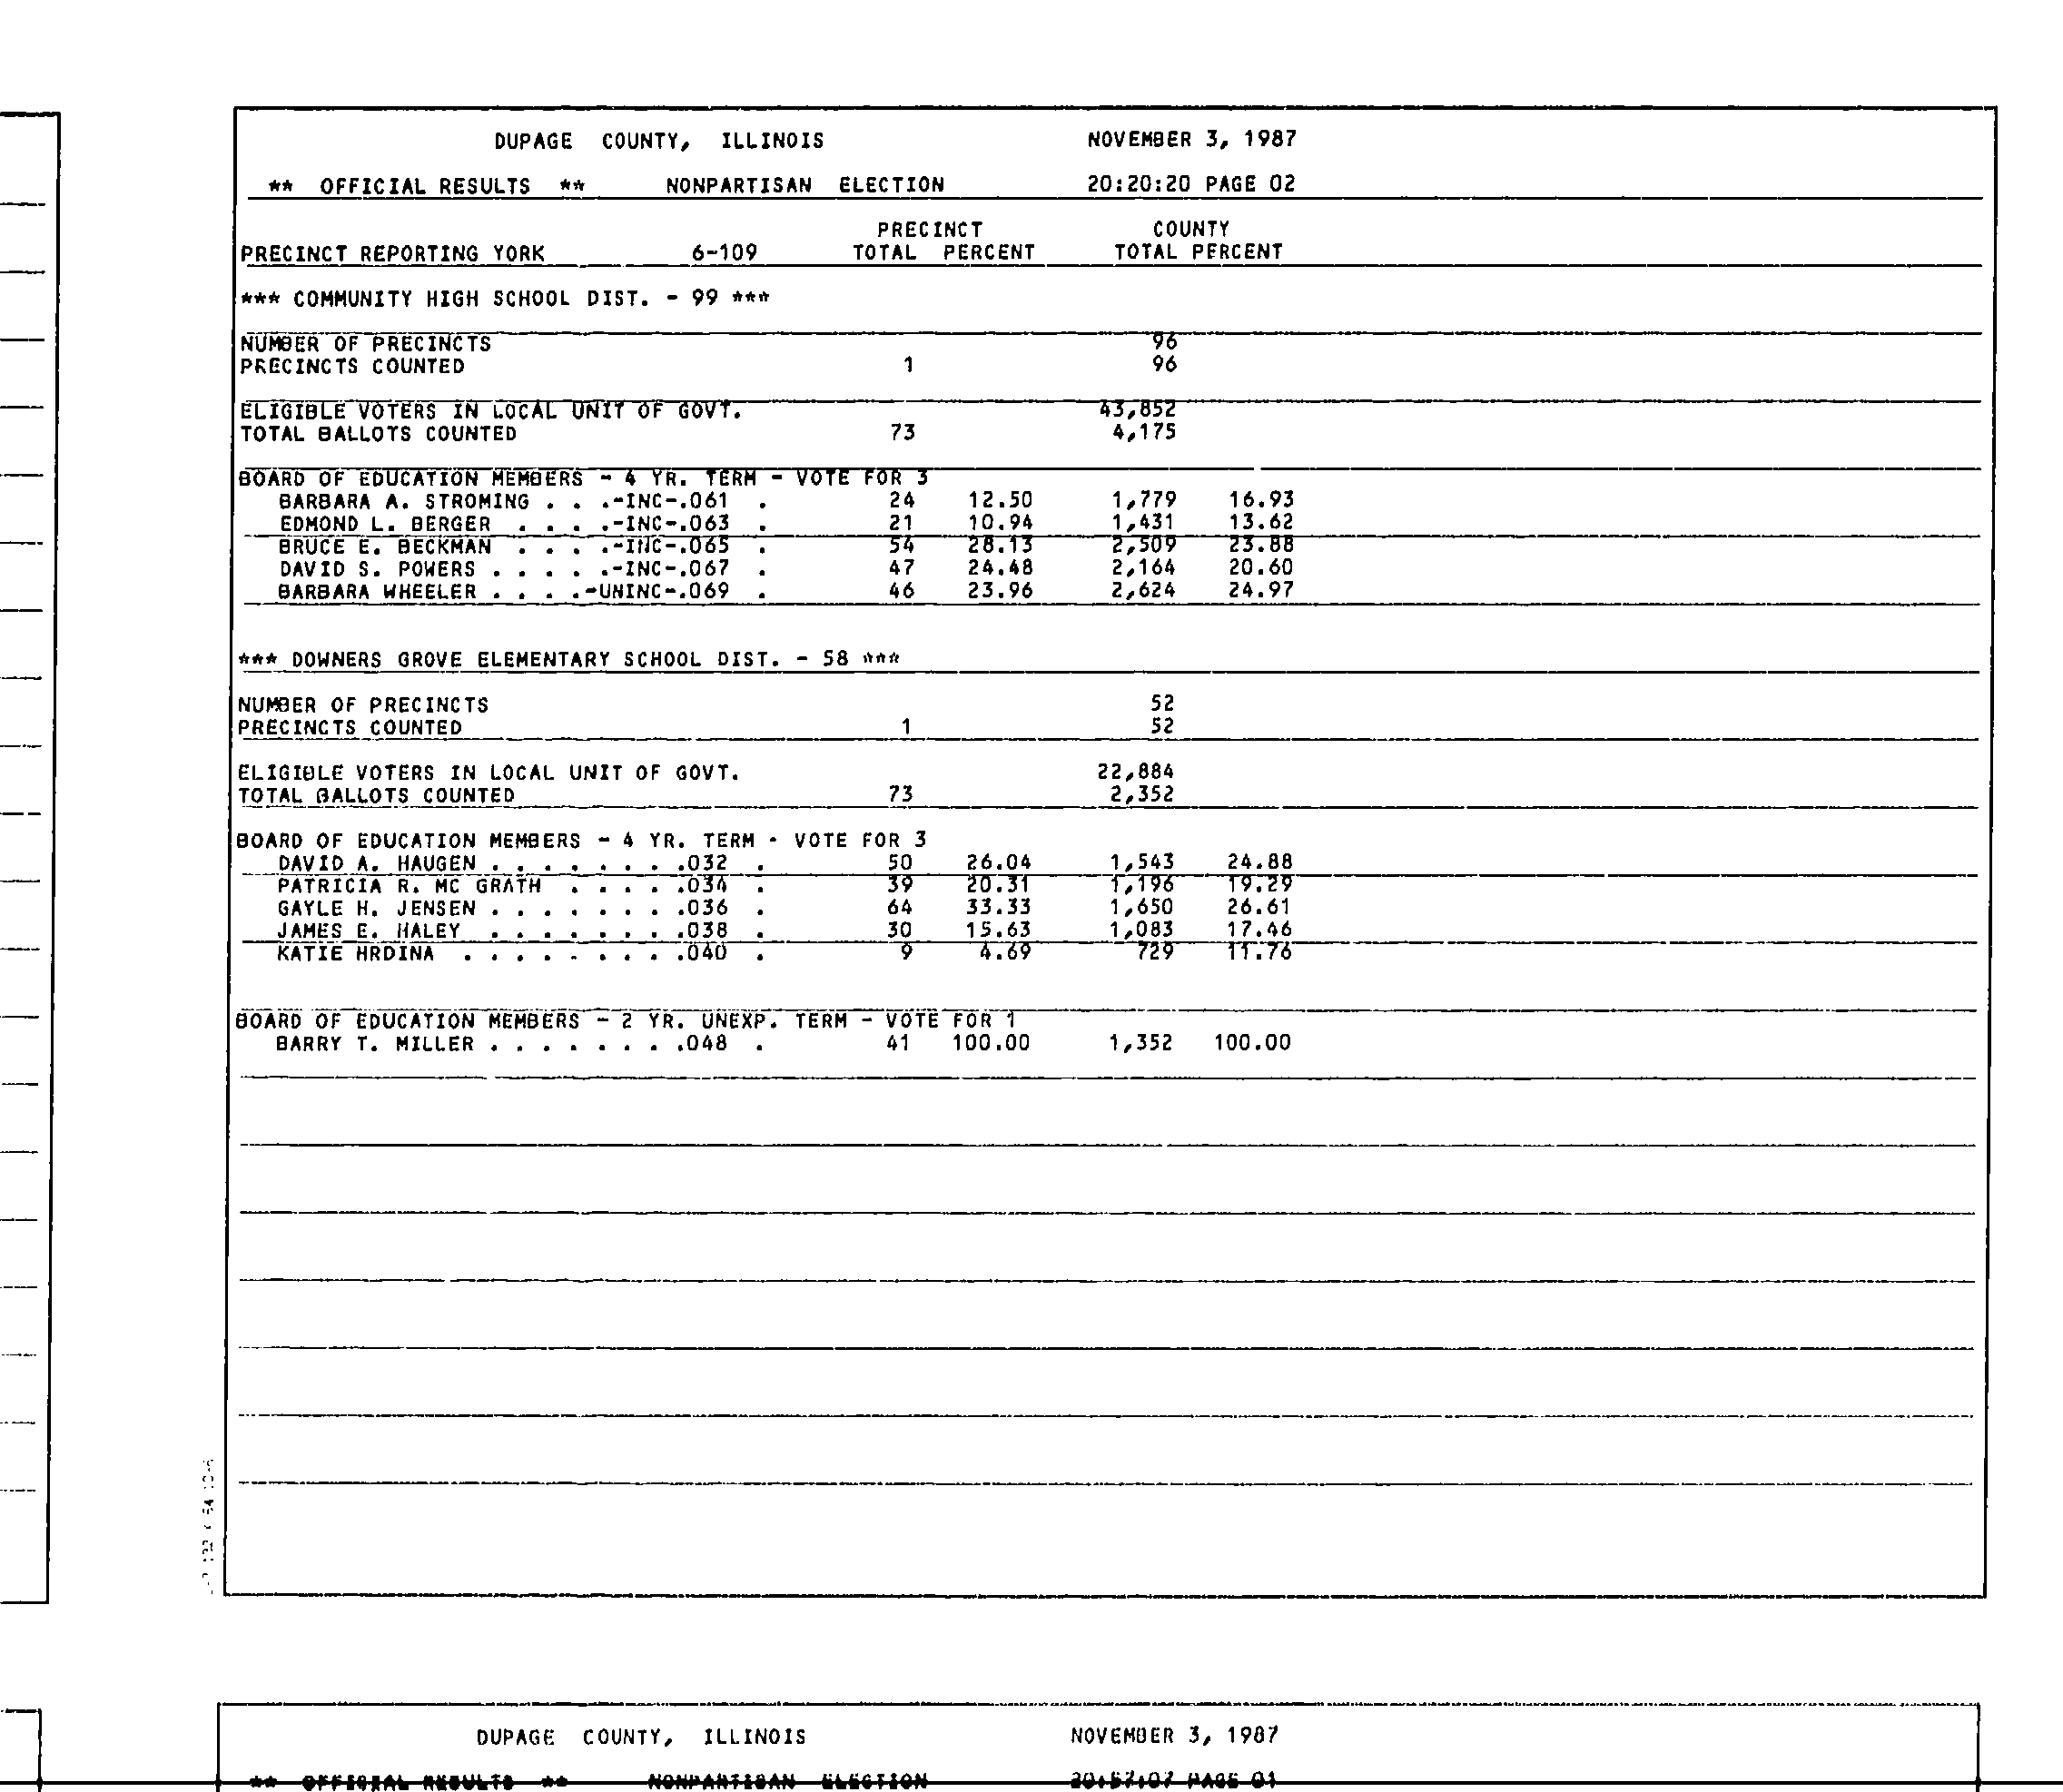 DUPAGE COUNTY, ILLINOIS NOVEMBER 3, 1987
** OFFICIAL RESULTS ** NONPARTISAN ELECTION 20:20:20 PAGE 02
PRECINCT COUNTY
PRECINCT REPORTING YORK 6-109 TOTAL PERCENT TOTAL PERCENT
*** COMMUNITY HIGH SCHOOL DIST. - 99 ***
NUMBER OF PRECINCTS 96
PRECINCTS COUNTED 1 96
ELIGIBLE VOTERS IN LOCAL UNIT OF GOVT. 43,852
TOTAL BALLOTS COUNTED 73 4,175
BOARD OF EDUCATION MEMBERS - 4 YR. TERM - VOTE FOR 3
BARBARA A. STROMING . . .-INC-.061 . 24 12.50 1,779 16.93
EDMOND L. BERGER . . . .-INC-.063 . 21 10.94 1,431 13.62
BRUCE E. BECKMAN . . . .-INC-.065 . 54 28.13 2,509 23.88
DAVID S. POWERS . . . . .-INC-.067 . 47 24.48 2,164 20.60
BARBARA WHEELER . . . .-UNINC-.069 . 46 23.96 2,624 24.97
*** DOWNERS GROVE ELEMENTARY SCHOOL DIST. - 58 ***
NUMBER OF PRECINCTS 52
PRECINCTS COUNTED 1 52
ELIGIBLE VOTERS IN LOCAL UNIT OF GOVT. 22,884
TOTAL BALLOTS COUNTED 73 2,352
BOARD OF EDUCATION MEMBERS - 4 YR. TERM - VOTE FOR 3
DAVID A. HAUGEN . . . . . . . .032 . 50 26.04 1,543 24.88
PATRICIA R. MC GRATH . . . . .034 . 39 20.31 1,196 19.29
GAYLE H. JENSEN . . . . . . . .036 . 64 33.33 1,650 26.61
JAMES E. HALEY . . . . . . . .038 . 30 15.63 1,083 17.46
KATIE HRDINA . . . . . . . . .040 . 9 4.69 729 11.76
BOARD OF EDUCATION MEMBERS - 2 YR. UNEXP. TERM - VOTE FOR 1
BARRY T. MILLER . . . . . . . .048 . 41 100.00 1,352 100.00
DUPAGE COUNTY, ILLINOIS NOVEMBER 3, 1987
** OFFICIAL RESULTS ** NONPARTISAN ELECTION 20:57:07 PAGE 01